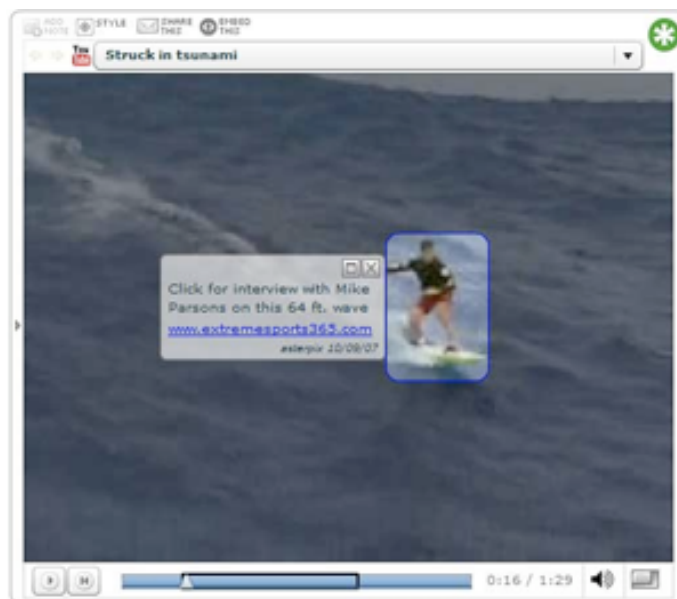 ADD NOTE STYLE SHARE THIS EMBED THIS
You Tube Struck in tsunami
Click for interview with Mike
Parsons on this 64 ft. wave
www.extremesports365.com
asterpix 10/09/07
0:16 / 1:29